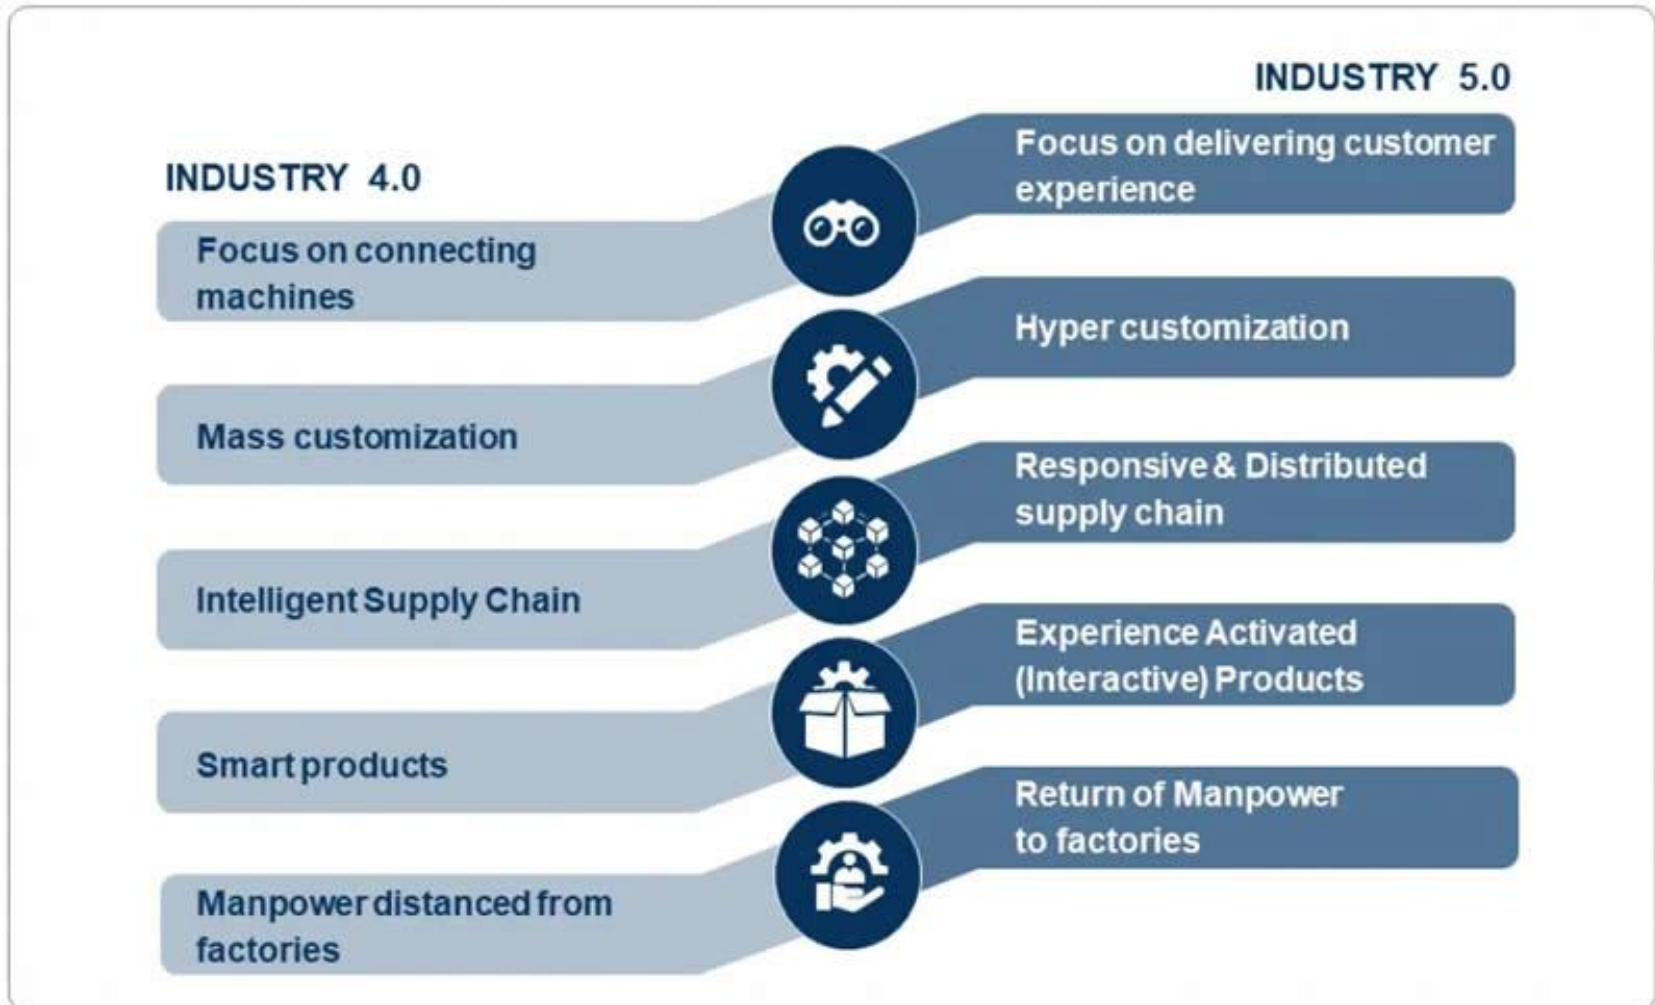 INDUSTRY 4.0
Focus on connecting
machines
Mass customization
Intelligent Supply Chain
Smart products
Manpower distanced from
factories
INDUSTRY 5.0
Focus on delivering customer
experience
Hyper customization
Responsive & Distributed
supply chain
Experience Activated
(Interactive) Products
Return of Manpower
to factories